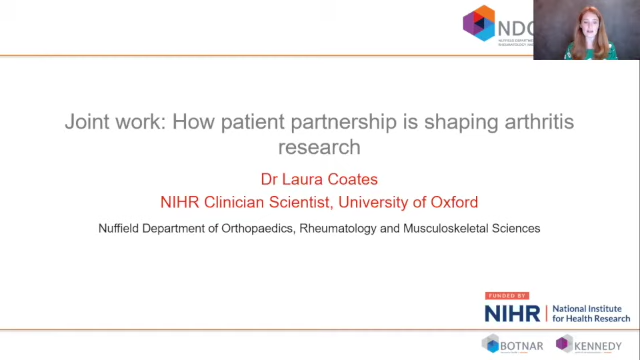 NDO
Joint work: How patient partnership is shaping arthritis
research
Dr Laura Coates
NIHR Clinician Scientist, University of Oxford
Nuffield Department of Orthopaedics, Rheumatology and Musculoskeletal Sciences
FUNDED BY
NIHR | National Institute
for Health Research
BOTNAR
KENNEDY